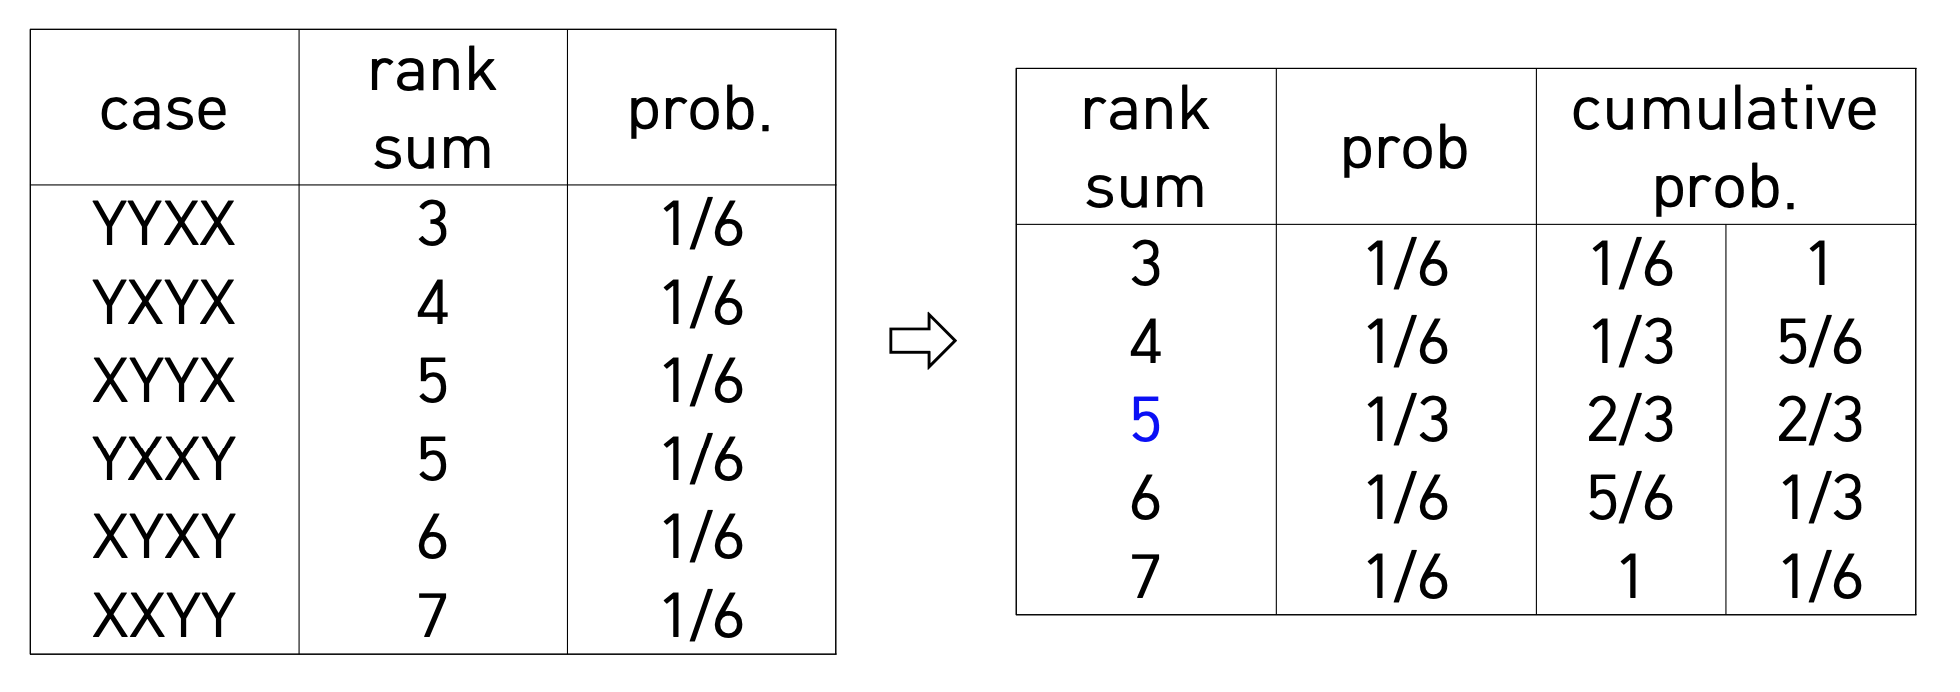 case rank sum prob.
YYXX 3 1/6
YXYX 4 1/6
XYYX 5 1/6
YXXY 5 1/6
XYXY 6 1/6
XXYY 7 1/6
rank sum prob cumulative prob.
3 1/6 1/6 1
4 1/6 1/3 5/6
5 1/3 2/3 2/3
6 1/6 5/6 1/3
7 1/6 1 1/6